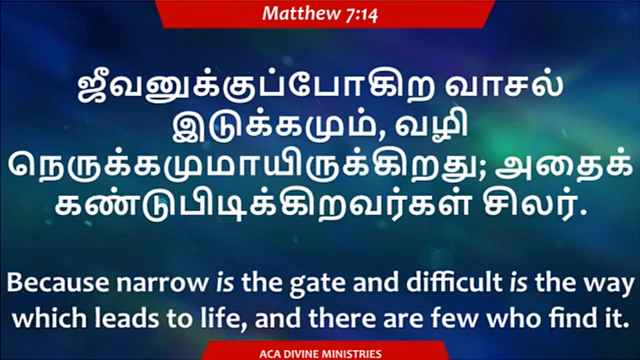 Matthew 7:14
ஜீவனுக்குப்போகிற வாசல்
இடுக்கமும், வழி
நெருக்கமுமாயிருக்கிறது; அதைக்
கண்டுபிடிக்கிறவர்கள் சிலர்.
Because narrow is the gate and difficult is the way
which leads to life, and there are few who find it.
ACA DIVINE MINISTRIES